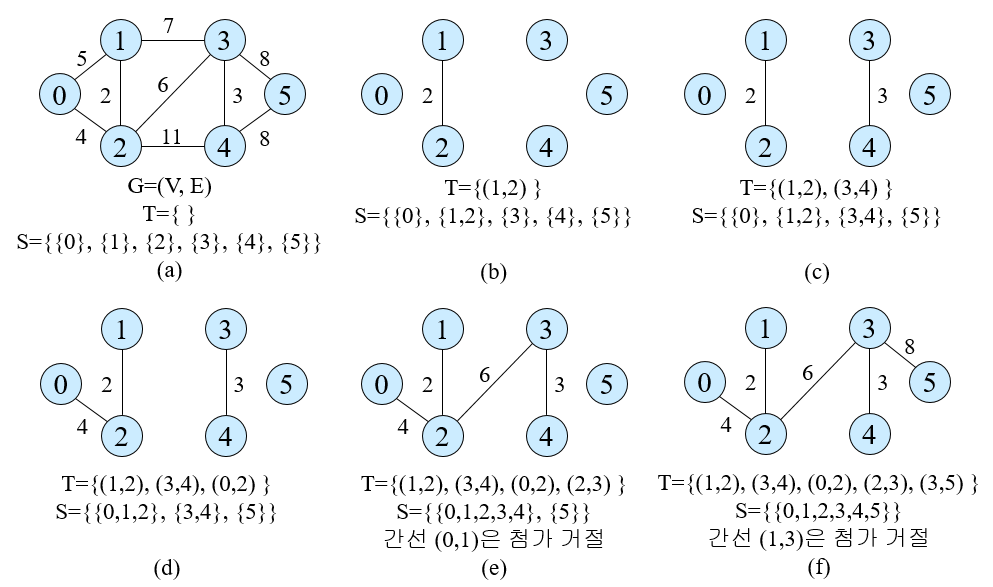 7
1 3
5 8
0 2 6 3 5
4 8
2 11 4
G=(V, E)
T={ }
S={{0}, {1}, {2}, {3}, {4}, {5}}
(a)
1 3
0 2 5
2 4
T={(1,2) }
S={{0}, {1,2}, {3}, {4}, {5}}
(b)
1 3
0 2 3 5
2 4
T={(1,2), (3,4) }
S={{0}, {1,2}, {3,4}, {5}}
(c)
1 3
0 2 3 5
4
2 4
T={(1,2), (3,4), (0,2) }
S={{0,1,2}, {3,4}, {5}}
(d)
1 3
0 2 6 3 5
4
2 4
T={(1,2), (3,4), (0,2), (2,3) }
S={{0,1,2,3,4}, {5}}
간선 (0,1)은 첨가 거절
(e)
1 3
8
0 2 6 3 5
4
2 4
T={(1,2), (3,4), (0,2), (2,3), (3,5) }
S={{0,1,2,3,4,5}}
간선 (1,3)은 첨가 거절
(f)